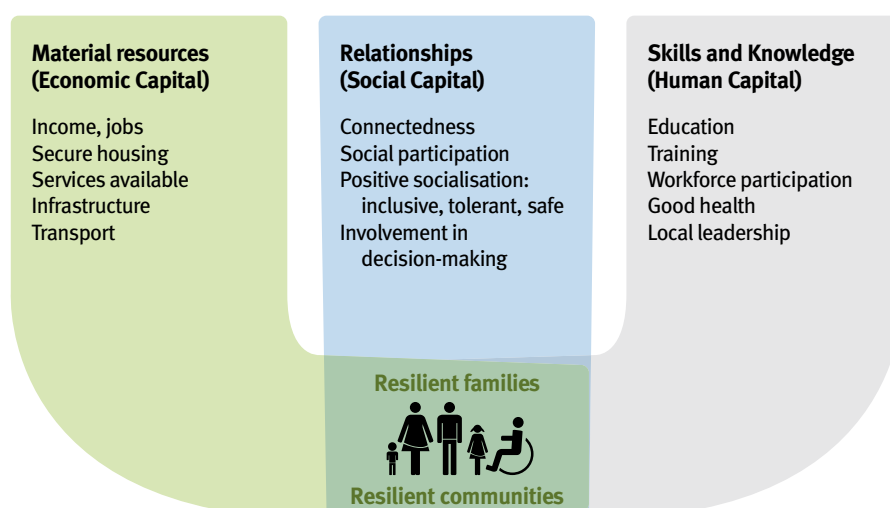 Material resources
(Economic Capital)
Income, jobs
Secure housing
Services available
Infrastructure
Transport
Relationships
(Social Capital)
Connectedness
Social participation
Positive socialisation:
inclusive, tolerant, safe
Involvement in
decision-making
Skills and Knowledge
(Human Capital)
Education
Training
Workforce participation
Good health
Local leadership
Resilient families
Resilient communities